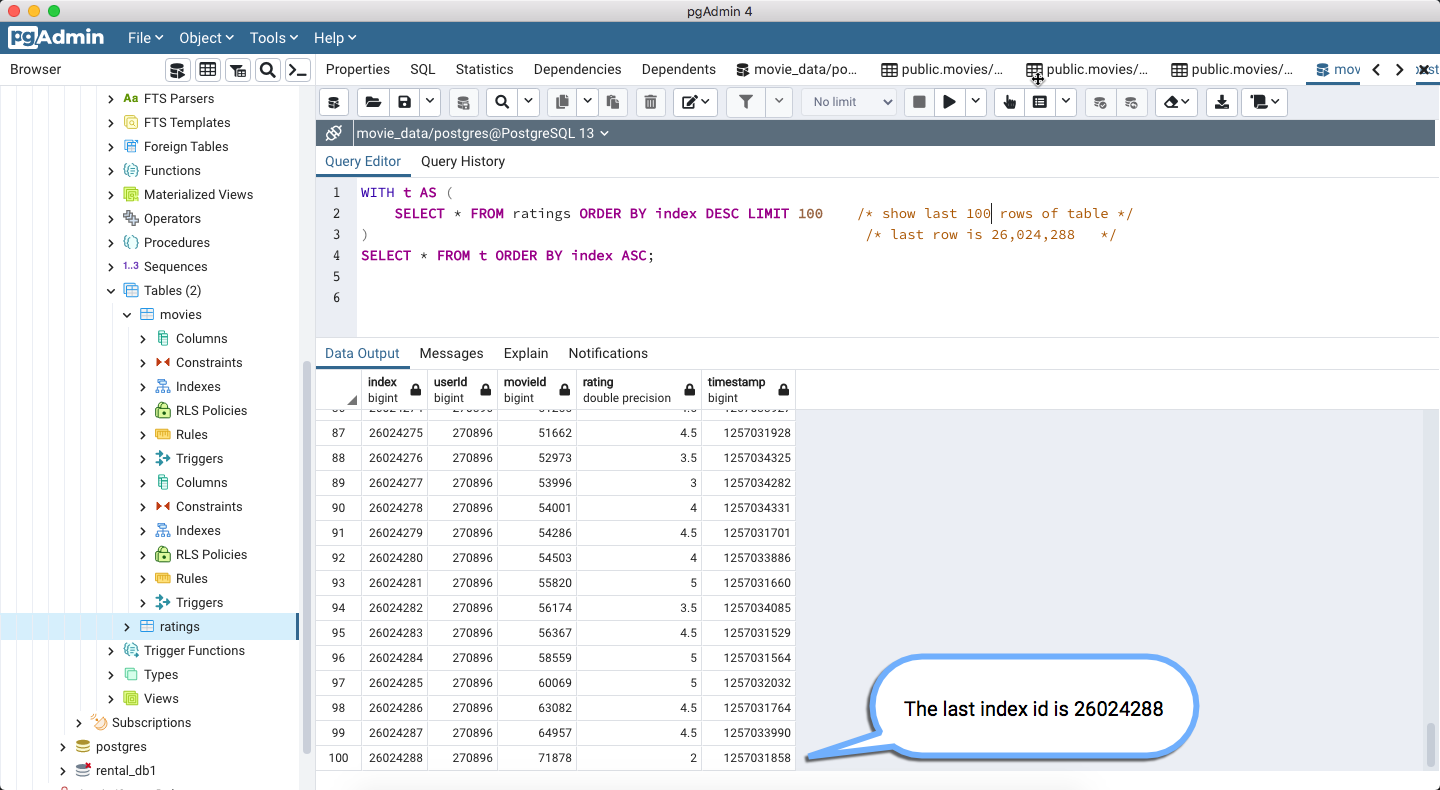 pgAdmin 4
pgAdmin File Object Tools Help
Browser
Properties SQL Statistics Dependencies Dependents movie_data/po... public.movies/... public.movies/... public.movies/... mov
No limit
movie_data/postgres@PostgreSQL 13
Query Editor Query History
FTS Parsers
FTS Templates
Foreign Tables
Functions
Materialized Views
Operators
Procedures
1..3 Sequences
Tables (2)
movies
Columns
Constraints
Indexes
RLS Policies
Rules
Triggers
Columns
Constraints
Indexes
RLS Policies
Rules
Triggers
ratings
Trigger Functions
Types
Views
Subscriptions
postgres
rental_db1
1 WITH t AS (
2 SELECT * FROM ratings ORDER BY index DESC LIMIT 100 /* show last 100 rows of table */
3 ) /* last row is 26,024,288 */
4 SELECT * FROM t ORDER BY index ASC;
5
6
Data Output Messages Explain Notifications
index userId movieId rating timestamp
bigint bigint bigint double precision bigint
87 26024275 270896 51662 4.5 1257031928
88 26024276 270896 52973 3.5 1257034325
89 26024277 270896 53996 3 1257034282
90 26024278 270896 54001 4 1257034331
91 26024279 270896 54286 4.5 1257031701
92 26024280 270896 54503 4 1257033886
93 26024281 270896 55820 5 1257031660
94 26024282 270896 56174 3.5 1257034085
95 26024283 270896 56367 4.5 1257031529
96 26024284 270896 58559 5 1257031564
97 26024285 270896 60069 5 1257032032
98 26024286 270896 63082 4.5 1257031764
99 26024287 270896 64957 4.5 1257033990
100 26024288 270896 71878 2 1257031858
The last index id is 26024288